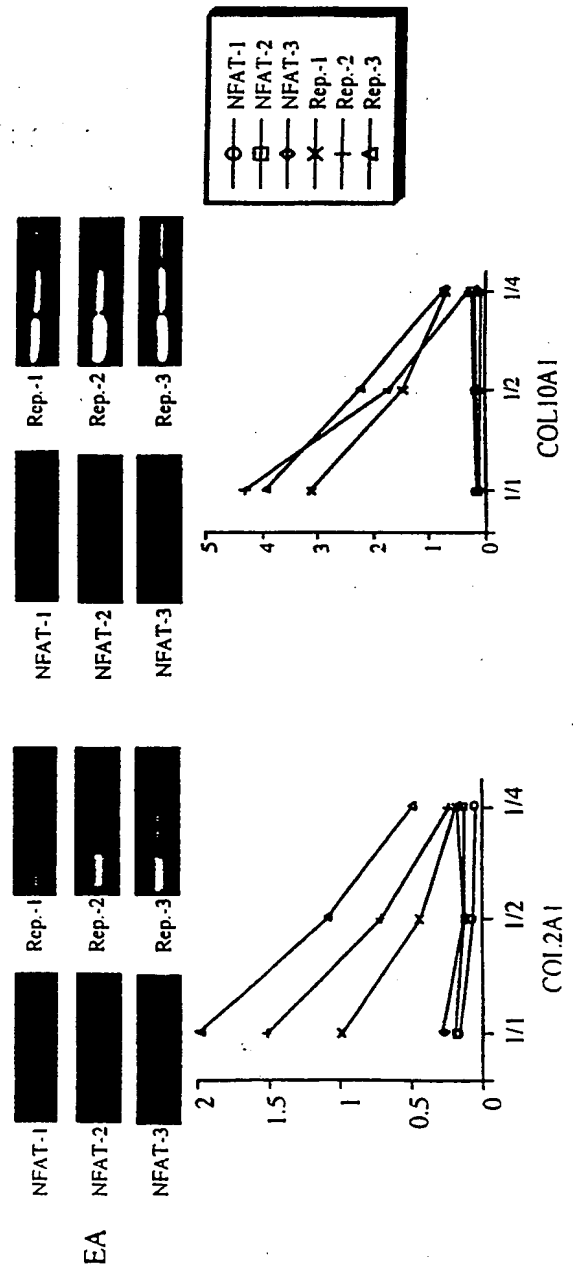 EA
NFAT-1
NFAT-2
NFAT-3
Rep.-1
Rep.-2
Rep.-3
NFAT-1
NFAT-2
NFAT-3
Rep.-1
Rep.-2
Rep.-3
2
1.5
1
0.5
0
1/1
1/2
1/4
COL2A1
5
4
3
2
1
0
1/1
1/2
1/4
COL10A1
NFAT-1
NFAT-2
NFAT-3
Rep.-1
Rep.-2
Rep.-3